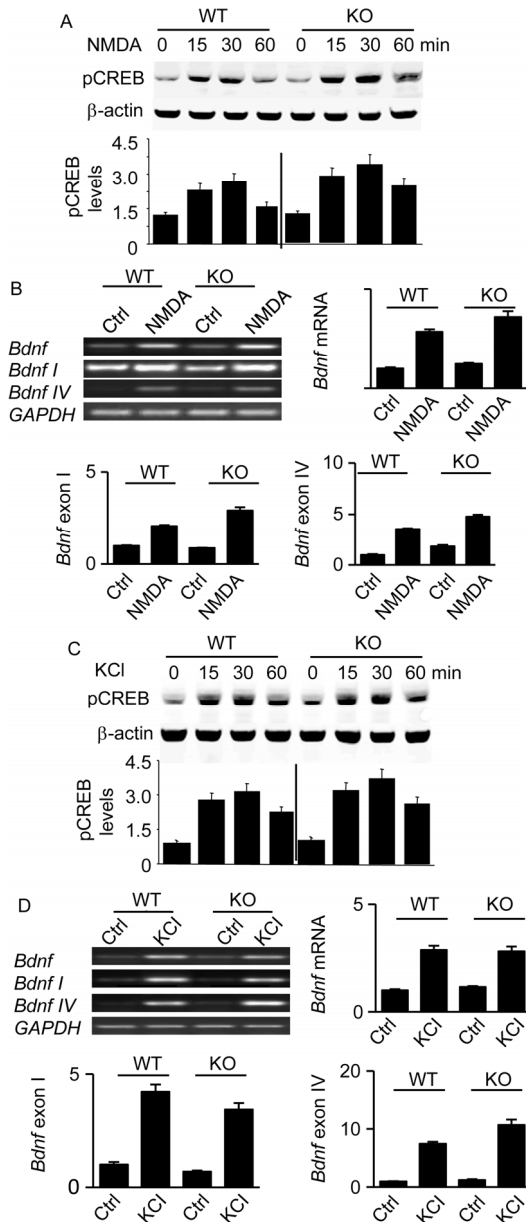 A
WT KO
NMDA 0 15 30 60 0 15 30 60 min
pCREB
β-actin
4.5
3.0
1.5
0
pCREB levels
B
WT KO
Ctrl NMDA Ctrl NMDA
Bdnf
Bdnf I
Bdnf IV
GAPDH
WT KO
Bdnf mRNA
Ctrl NMDA Ctrl NMDA
5
0
WT KO
Bdnf exon I
Ctrl NMDA Ctrl NMDA
10
5
0
WT KO
Bdnf exon IV
Ctrl NMDA Ctrl NMDA
C
WT KO
KCl 0 15 30 60 0 15 30 60 min
pCREB
β-actin
4.5
3.0
1.5
0
pCREB levels
D
WT KO
Ctrl KCl Ctrl KCl
Bdnf
Bdnf I
Bdnf IV
GAPDH
5
0
WT KO
Bdnf mRNA
Ctrl KCl Ctrl KCl
5
0
WT KO
Bdnf exon I
Ctrl KCl Ctrl KCl
20
10
0
WT KO
Bdnf exon IV
Ctrl KCl Ctrl KCl